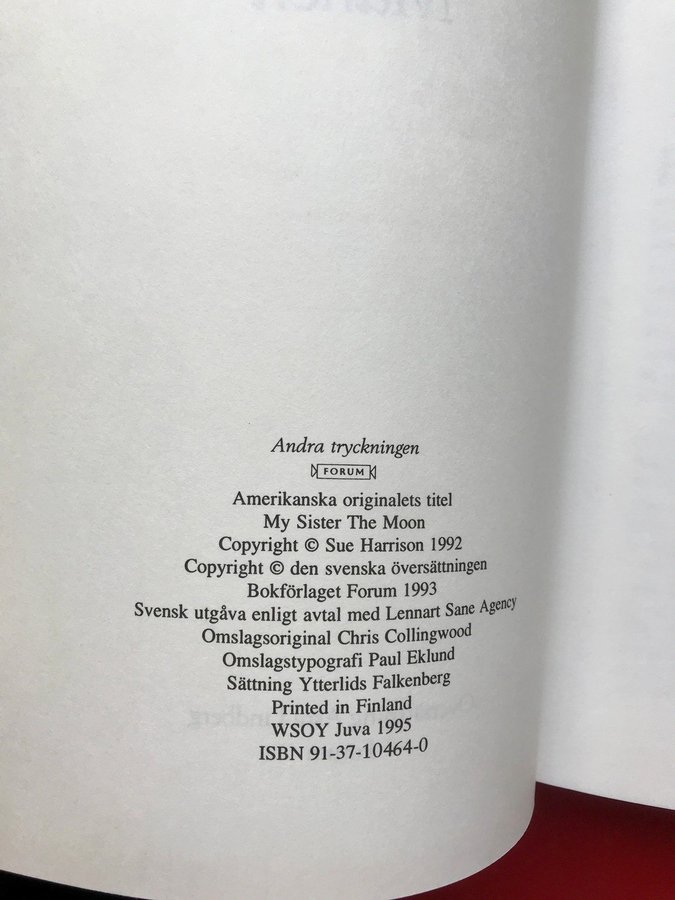 Andra tryckningen
FORUM
Amerikanska originalets titel
My Sister The Moon
Copyright © Sue Harrison 1992
Copyright © den svenska översättningen
Bokförlaget Forum 1993
Svensk utgåva enligt avtal med Lennart Sane Agency
Omslagsoriginal Chris Collingwood
Omslagstypografi Paul Eklund
Sättning Ytterlids Falkenberg
Printed in Finland
WSOY Juva 1995
ISBN 91-37-10464-0